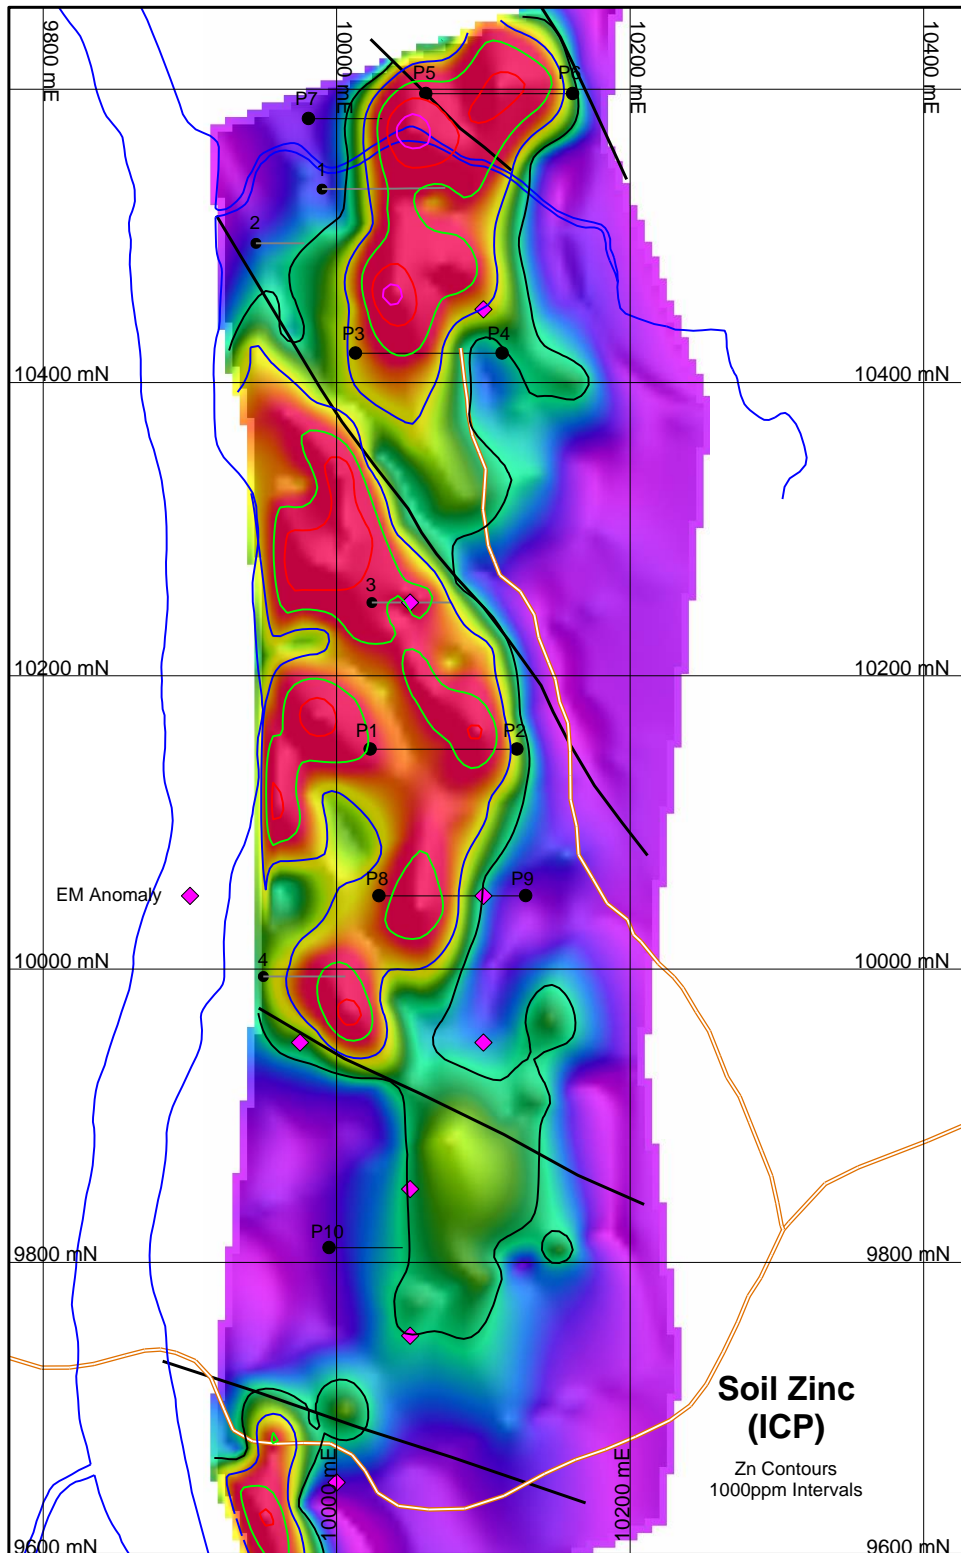 9800 mE
10000 mE
10200 mE
10400 mE
P5
P6
P7
1
2
P3
P4
10400 mN
10400 mN
3
10200 mN
10200 mN
P1
P2
P8
P9
EM Anomaly
10000 mN
10000 mN
4
P10
9800 mN
9800 mN
Soil Zinc
(ICP)
Zn Contours
1000ppm Intervals
10000 mE
10200 mE
9600 mN
9600 mN